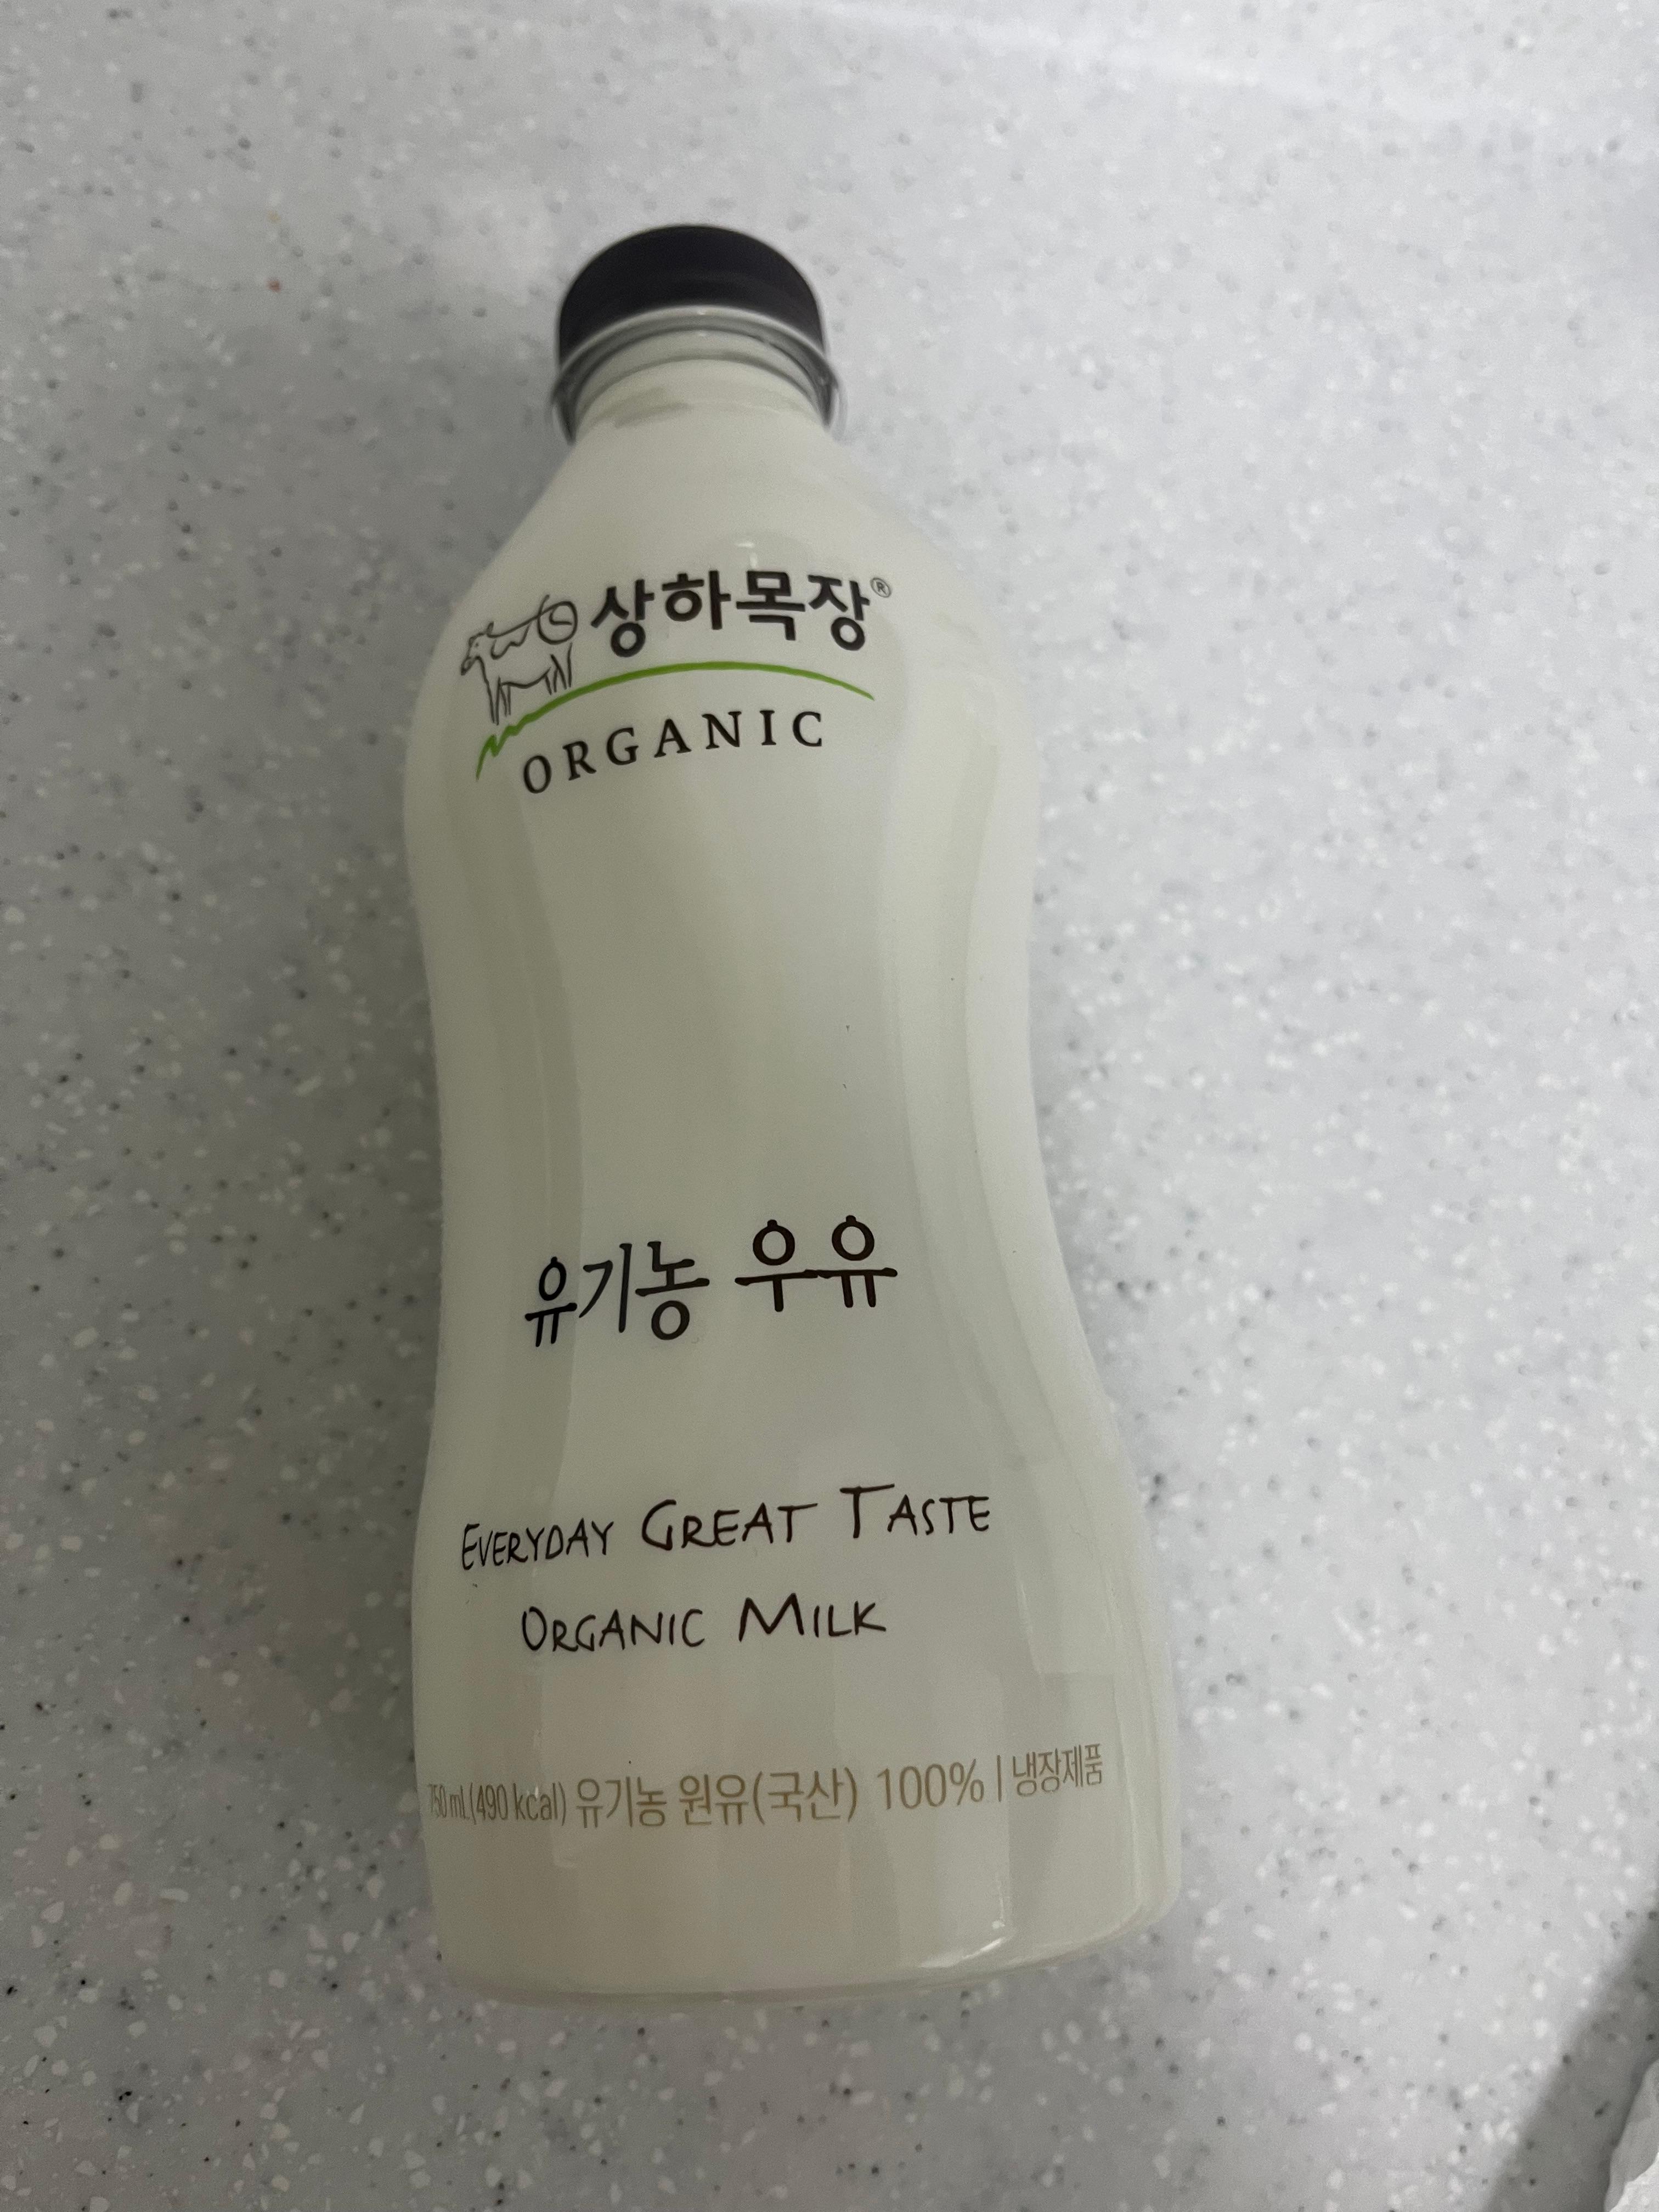 상하목장®
ORGANIC
유기농 우유
EVERYDAY GREAT TASTE
ORGANIC MILK
750 mL(490 kcal) 유기농 원유(국산) 100% | 냉장제품